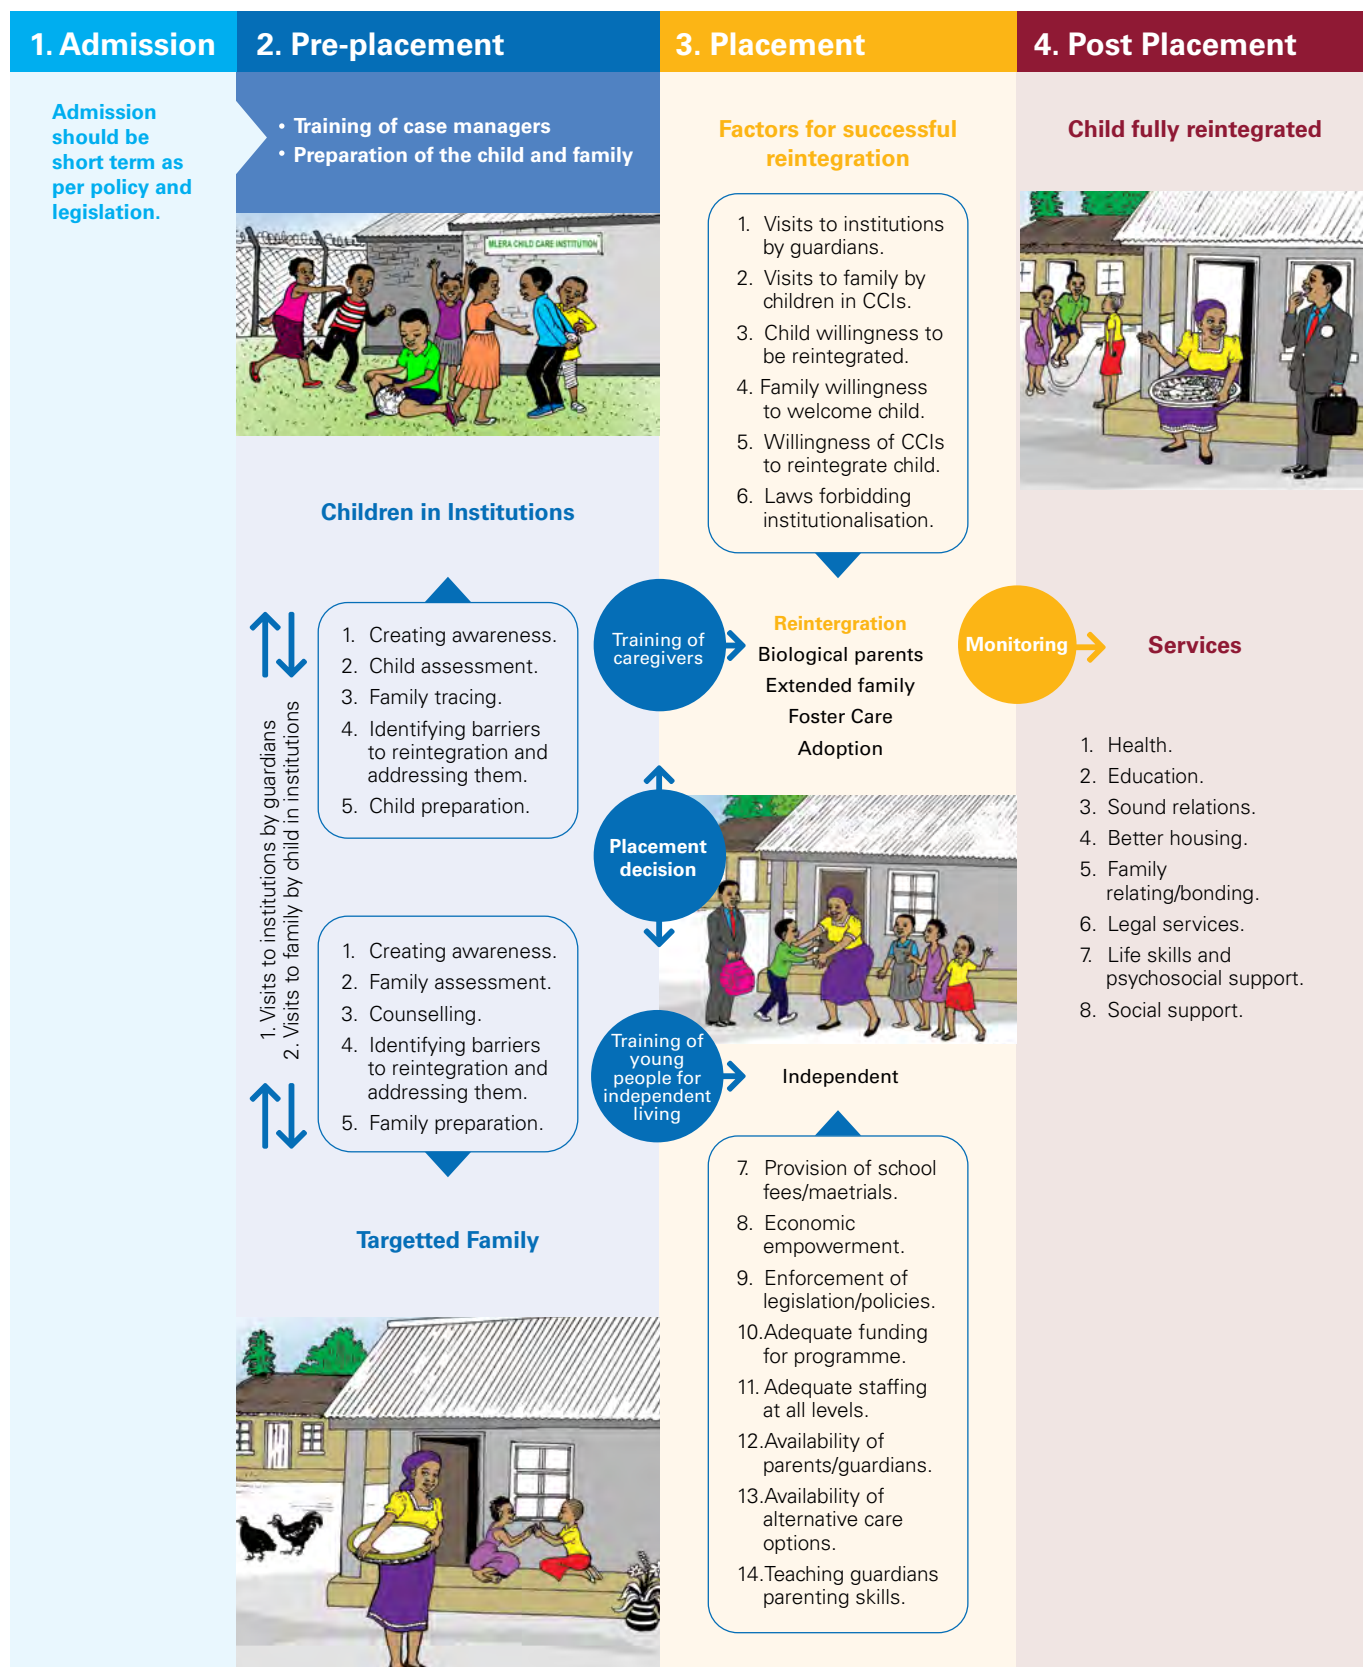 1. Admission
Admission
should be
short term as
per policy and
legislation.
2. Pre-placement
• Training of case managers
• Preparation of the child and family
MLERA CHILD CARE INSTITUTION
Children in Institutions
1. Creating awareness.
2. Child assessment.
3. Family tracing.
4. Identifying barriers
to reintegration and
addressing them.
5. Child preparation.
1. Visits to institutions by guardians
2. Visits to family by child in institutions
1. Creating awareness.
2. Family assessment.
3. Counselling.
4. Identifying barriers
to reintegration and
addressing them.
5. Family preparation.
Targetted Family
Training of
caregivers
Placement
decision
Training of
young
people for
independent
living
3. Placement
Factors for successful
reintegration
1. Visits to institutions
by guardians.
2. Visits to family by
children in CCIs.
3. Child willingness to
be reintegrated.
4. Family willingness
to welcome child.
5. Willingness of CCIs
to reintegrate child.
6. Laws forbidding
institutionalisation.
Reintergration
Biological parents
Extended family
Foster Care
Adoption
Independent
7. Provision of school
fees/maetrials.
8. Economic
empowerment.
9. Enforcement of
legislation/policies.
10.Adequate funding
for programme.
11. Adequate staffing
at all levels.
12.Availability of
parents/guardians.
13.Availability of
alternative care
options.
14.Teaching guardians
parenting skills.
Monitoring
4. Post Placement
Child fully reintegrated
Services
1. Health.
2. Education.
3. Sound relations.
4. Better housing.
5. Family
relating/bonding.
6. Legal services.
7. Life skills and
psychosocial support.
8. Social support.